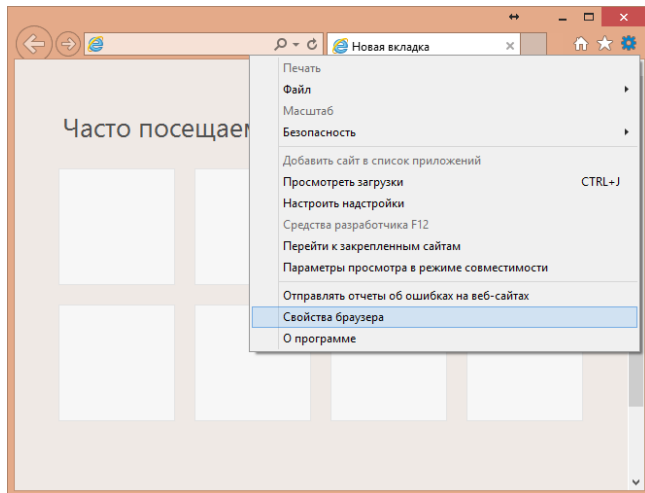 Новая вкладка
Часто посещаем
Печать
Файл
Масштаб
Безопасность
Добавить сайт в список приложений
Просмотреть загрузки CTRL+J
Настроить надстройки
Средства разработчика F12
Перейти к закрепленным сайтам
Параметры просмотра в режиме совместимости
Отправлять отчеты об ошибках на веб-сайтах
Свойства браузера
О программе